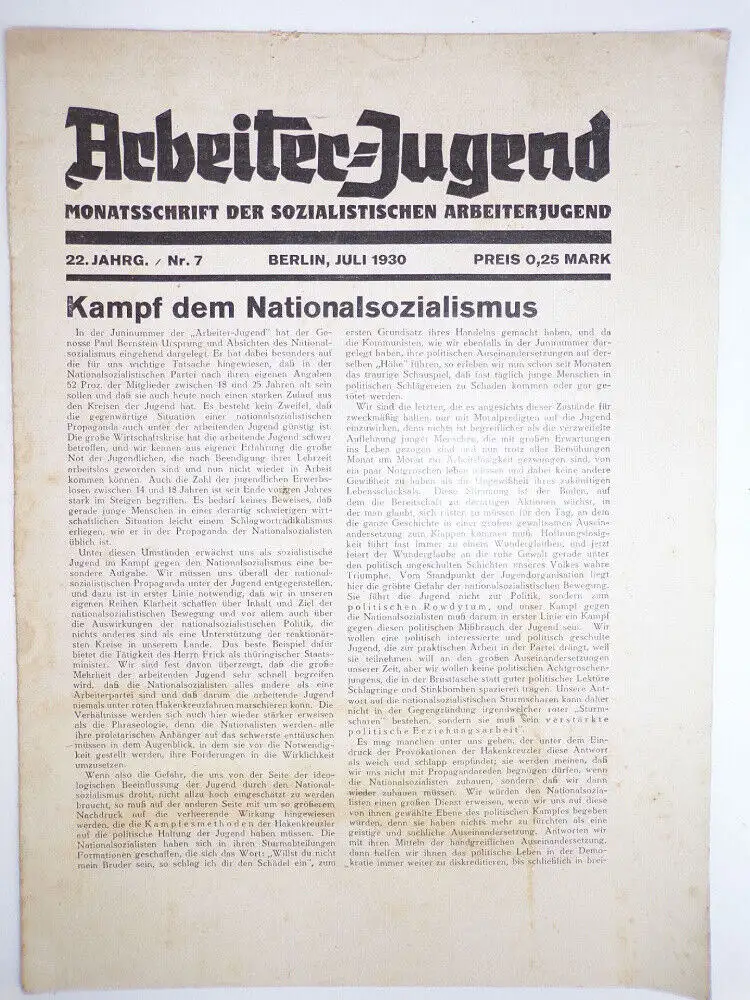 Arbeiter-Jugend
MONATSSCHRIFT DER SOZIALISTISCHEN ARBEITERJUGEND
22. JAHRG. / Nr. 7 BERLIN, JULI 1930 PREIS 0,25 MARK
Kampf dem Nationalsozialismus
In der Juninummer der „Arbeiter-Jugend" hat der Ge-
nosse Paul Bernstein Ursprung und Absichten des National-
sozialismus eingehend dargelegt. Er hat dabei besonders auf
die für uns wichtige Tatsache hingewiesen, daß in der
Nationalsozialistischen Partei nach ihren eigenen Angaben
52 Proz. der Mitglieder zwischen 18 und 25 Jahren alt sein
sollen und daß sie auch heute noch einen starken Zulauf aus
den Kreisen der Jugend hat. Es besteht kein Zweifel, daß
die gegenwärtige Situation einer nationalsozialistischen
Propaganda auch unter der arbeitenden Jugend günstig ist.
Die große Wirtschaftskrise hat die arbeitende Jugend schwer
betroffen, und wir kennen aus eigener Erfahrung die große
Not der Jugendlichen, die nach Beendigung ihrer Lehrzeit
arbeitslos geworden sind und nun nicht wieder in Arbeit
kommen können. Auch die Zahl der jugendlichen Erwerbs-
losen zwischen 14 und 18 Jahren ist seit Ende vorigen Jahres
stark im Steigen begriffen. Es bedarf keines Beweises, daß
gerade junge Menschen in einer derartig schwierigen wirt-
schaftlichen Situation leicht einem Schlagwortradikalismus
erliegen, wie er in der Propaganda der Nationalsozialisten
üblich ist.
Unter diesen Umständen erwächst uns als sozialistische
Jugend im Kampf gegen den Nationalsozialismus eine be-
sondere Aufgabe. Wir müssen uns überall der national-
sozialistischen Propaganda unter der Jugend entgegenstellen,
und dazu ist in erster Linie notwendig, daß wir in unseren
eigenen Reihen Klarheit schaffen über Inhalt und Ziel der
nationalsozialistischen Bewegung und vor allem auch über
die Auswirkungen der nationalsozialistischen Politik, die
nichts anderes sind als eine Unterstützung der reaktionär-
sten Kreise in unserem Lande. Das beste Beispiel dafür
bietet die Tätigkeit des Herrn Frick als thüringischer Staats-
minister. Wir sind fest davon überzeugt, daß die große
Mehrheit der arbeitenden Jugend sehr schnell begreifen
wird, daß die Nationalsozialisten alles andere als eine
Arbeiterpartei sind und daß darum die arbeitende Jugend
niemals unter roten Hakenkreuzfahnen marschieren kann. Die
Verhältnisse werden sich auch hier wieder stärker erweisen
als die Phraseologie, denn die Nationalisten werden alle
ihre proletarischen Anhänger auf das schwerste enttäuschen
müssen in dem Augenblick, in dem sie vor die Notwendig-
keit gestellt werden, ihre Forderungen in die Wirklichkeit
umzusetzen.
Wenn also die Gefahr, die uns von der Seite der ideo-
logischen Beeinflussung der Jugend durch den National-
sozialismus droht, nicht allzu hoch eingeschätzt zu werden
braucht, so muß auf der anderen Seite mit um so größerem
Nachdruck auf die verheerende Wirkung hingewiesen
werden, die die Kampfesmethoden der Hakenkreuzler
auf die politische Haltung der Jugend haben müssen. Die
Nationalsozialisten haben sich in ihren Sturmabteilungen
Formationen geschaffen, die sich das Wort: „Willst du nicht
mein Bruder sein, so schlag ich dir den Schädel ein", zum
ersten Grundsatz ihres Handelns gemacht haben, und da
die Kommunisten, wie wir ebenfalls in der Juninummer dar-
gelegt haben, ihre politischen Auseinandersetzungen auf der-
selben „Höhe" führen, so erleben wir nun schon seit Monaten
das traurige Schauspiel, daß fast täglich junge Menschen in
politischen Schlägereien zu Schaden kommen oder gar ge-
tötet werden.
Wir sind die letzten, die es angesichts dieser Zustände für
zweckmäßig halten, nur mit Moralpredigten auf die Jugend
einzuwirken, denn nichts ist begreiflicher als die verzweifelte
Auflehnung junger Menschen, die mit großen Erwartungen
ins Leben gezogen sind und nun trotz aller Bemühungen
Monat um Monat zur Arbeitslosigkeit gezwungen sind, von
ein paar Notgroschen leben müssen und dabei keine andere
Gewißheit zu haben als die Ungewißheit ihres zukünftigen
Lebensschicksals. Diese Stimmung ist der Boden, auf
dem die Bereitschaft zu derartigen Aktionen wächst, in
der man glaubt, sich rüsten zu müssen für den Tag, an dem
die ganze Geschichte in einer großen gewaltsamen Ausein-
andersetzung zum Klappen kommen muß. Hoffnungslosig-
keit führt fast immer zu einem Wunderglauben, und jetzt
feiert der Wunderglaube an die rohe Gewalt gerade unter
den politisch ungeschulten Schichten unseres Volkes wahre
Triumphe. Vom Standpunkt der Jugendorganisation liegt
hier die größte Gefahr der nationalsozialistischen Bewegung.
Sie führt die Jugend nicht zur Politik, sondern zum
politischen Rowdytum, und unser Kampf gegen
die Nationalsozialisten muß darum in erster Linie ein Kampf
gegen diesen politischen Mißbrauch der Jugend sein. Wir
wollen eine politisch interessierte und politisch geschulte
Jugend, die zur praktischen Arbeit in der Partei drängt, weil
sie teilnehmen will an den großen Auseinandersetzungen
unserer Zeit, aber wir wollen keine politischen Achtgroschen-
jungens, die in der Brusttasche statt guter politischer Lektüre
Schlagringe und Stinkbomben spazieren tragen. Unsere Ant-
wort auf die nationalsozialistischen Sturmscharen kann daher
nicht in der Gegengründung irgendwelcher roter „Sturm-
scharen" bestehen, sondern sie muß sein verstärkte
politische Erziehungsarbeit.
Es mag manchen unter uns geben, der unter dem Ein-
druck der Provokationen der Hakenkreuzler diese Antwort
als weich und schlapp empfindet; sie werden meinen, daß
wir uns nicht mit Propagandareden begnügen dürfen, wenn
die Nationalsozialisten zuhauen, sondern daß wir dann
wieder zuhauen müssen. Wir würden den Nationalsozia-
listen einen großen Dienst erweisen, wenn wir uns auf diese
von ihnen gewählte Ebene des politischen Kampfes begeben
würden, denn sie haben nichts mehr zu fürchten als eine
geistige und sachliche Auseinandersetzung. Antworten wir
mit ihren Mitteln der handgreiflichen Auseinandersetzung,
dann helfen wir ihnen das politische Leben in der Demo-
kratie immer weiter zu diskreditieren, bis schließlich in brei-